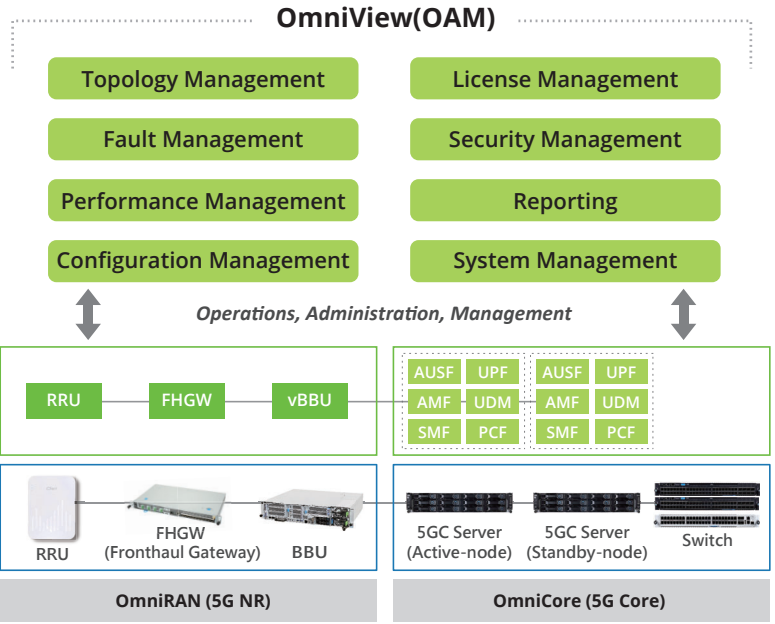 OmniView(OAM)
Topology Management
License Management
Fault Management
Security Management
Performance Management
Reporting
Configuration Management
System Management
Operations, Administration, Management
RRU
FHGW
vBBU
AUSF UPF
AMF UDM
SMF PCF
AUSF UPF
AMF UDM
SMF PCF
RRU
FHGW
(Fronthaul Gateway)
BBU
5GC Server
(Active-node)
5GC Server
(Standby-node)
Switch
OmniRAN (5G NR)
OmniCore (5G Core)